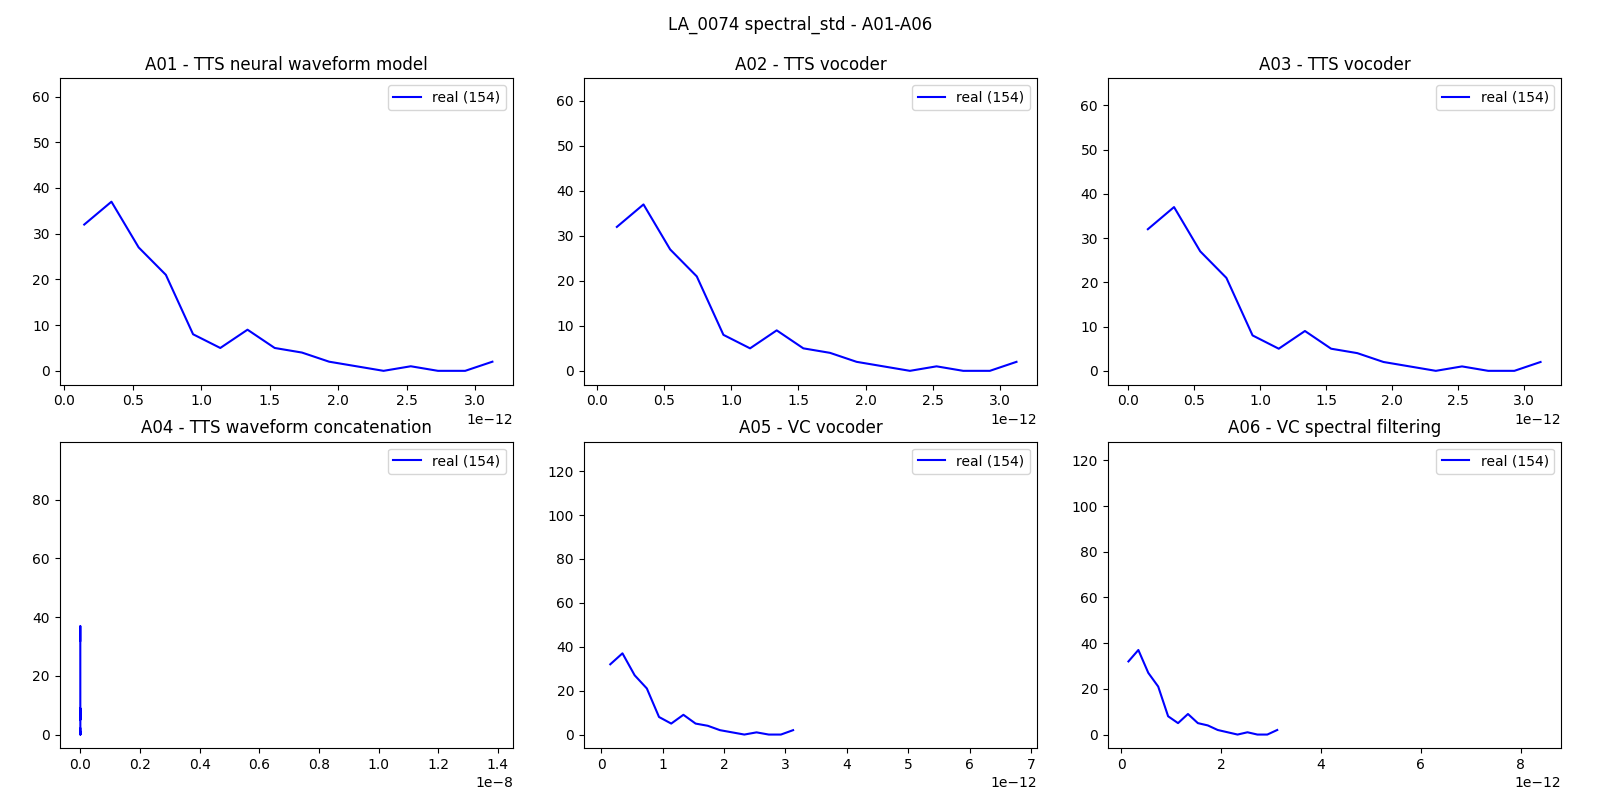 LA_0074 spectral_std - A01-A06
A01 - TTS neural waveform model
60
50
40
30
20
10
0
real (154)
0.0 0.5 1.0 1.5 2.0 2.5 3.0
1e−12
A02 - TTS vocoder
60
50
40
30
20
10
0
real (154)
0.0 0.5 1.0 1.5 2.0 2.5 3.0
1e−12
A03 - TTS vocoder
60
50
40
30
20
10
0
real (154)
0.0 0.5 1.0 1.5 2.0 2.5 3.0
1e−12
A04 - TTS waveform concatenation
80
60
40
20
0
real (154)
0.0 0.2 0.4 0.6 0.8 1.0 1.2 1.4
1e−8
A05 - VC vocoder
120
100
80
60
40
20
0
real (154)
0 1 2 3 4 5 6 7
1e−12
A06 - VC spectral filtering
120
100
80
60
40
20
0
real (154)
0 2 4 6 8
1e−12